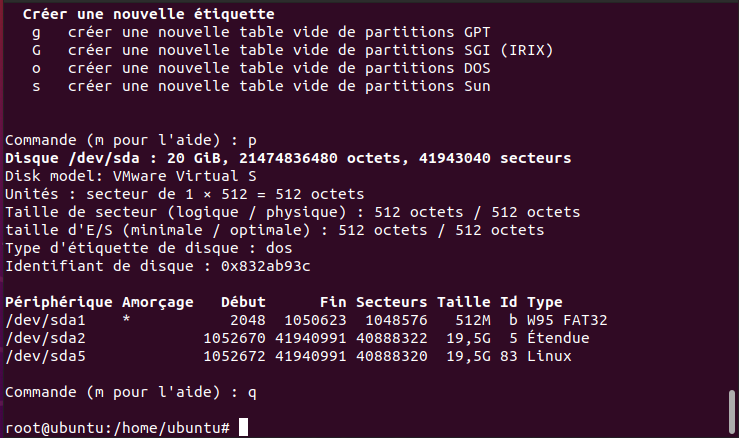 Créer une nouvelle étiquette
g   créer une nouvelle table vide de partitions GPT
G   créer une nouvelle table vide de partitions SGI (IRIX)
o   créer une nouvelle table vide de partitions DOS
s   créer une nouvelle table vide de partitions Sun
Commande (m pour l'aide) : p
Disque /dev/sda : 20 GiB, 21474836480 octets, 41943040 secteurs
Disk model: VMware Virtual S
Unités : secteur de 1 × 512 = 512 octets
Taille de secteur (logique / physique) : 512 octets / 512 octets
taille d'E/S (minimale / optimale) : 512 octets / 512 octets
Type d'étiquette de disque : dos
Identifiant de disque : 0x832ab93c
Périphérique Amorçage   Début      Fin Secteurs Taille Id Type
/dev/sda1    *           2048  1050623  1048576   512M  b W95 FAT32
/dev/sda2             1052670 41940991 40888322  19,5G  5 Étendue
/dev/sda5             1052672 41940991 40888320  19,5G 83 Linux
Commande (m pour l'aide) : q
root@ubuntu:/home/ubuntu#